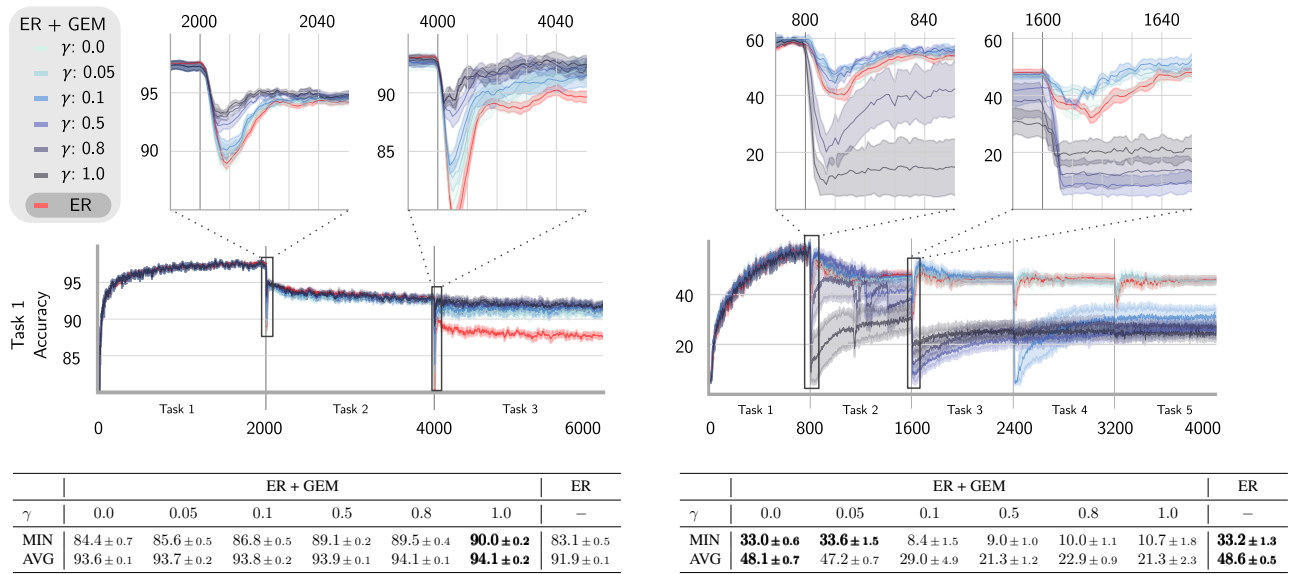 ER + GEM
γ: 0.0
γ: 0.05
γ: 0.1
γ: 0.5
γ: 0.8
γ: 1.0
ER
2000 2040
95
90
4000 4040
90
85
800 840
60
40
20
1600 1640
60
40
20
Task 1
Accuracy
95
90
85
Task 1 Task 2 Task 3
0 2000 4000 6000
40
20
Task 1 Task 2 Task 3 Task 4 Task 5
0 800 1600 2400 3200 4000
ER + GEM ER
γ 0.0 0.05 0.1 0.5 0.8 1.0 −
MIN 84.4 ± 0.7 85.6 ± 0.5 86.8 ± 0.5 89.1 ± 0.2 89.5 ± 0.4 90.0 ± 0.2 83.1 ± 0.5
AVG 93.6 ± 0.1 93.7 ± 0.2 93.8 ± 0.2 93.9 ± 0.1 94.1 ± 0.1 94.1 ± 0.2 91.9 ± 0.1
ER + GEM ER
γ 0.0 0.05 0.1 0.5 0.8 1.0 −
MIN 33.0 ± 0.6 33.6 ± 1.5 8.4 ± 1.5 9.0 ± 1.0 10.0 ± 1.1 10.7 ± 1.8 33.2 ± 1.3
AVG 48.1 ± 0.7 47.2 ± 0.7 29.0 ± 4.9 21.3 ± 1.2 22.9 ± 0.9 21.3 ± 2.3 48.6 ± 0.5